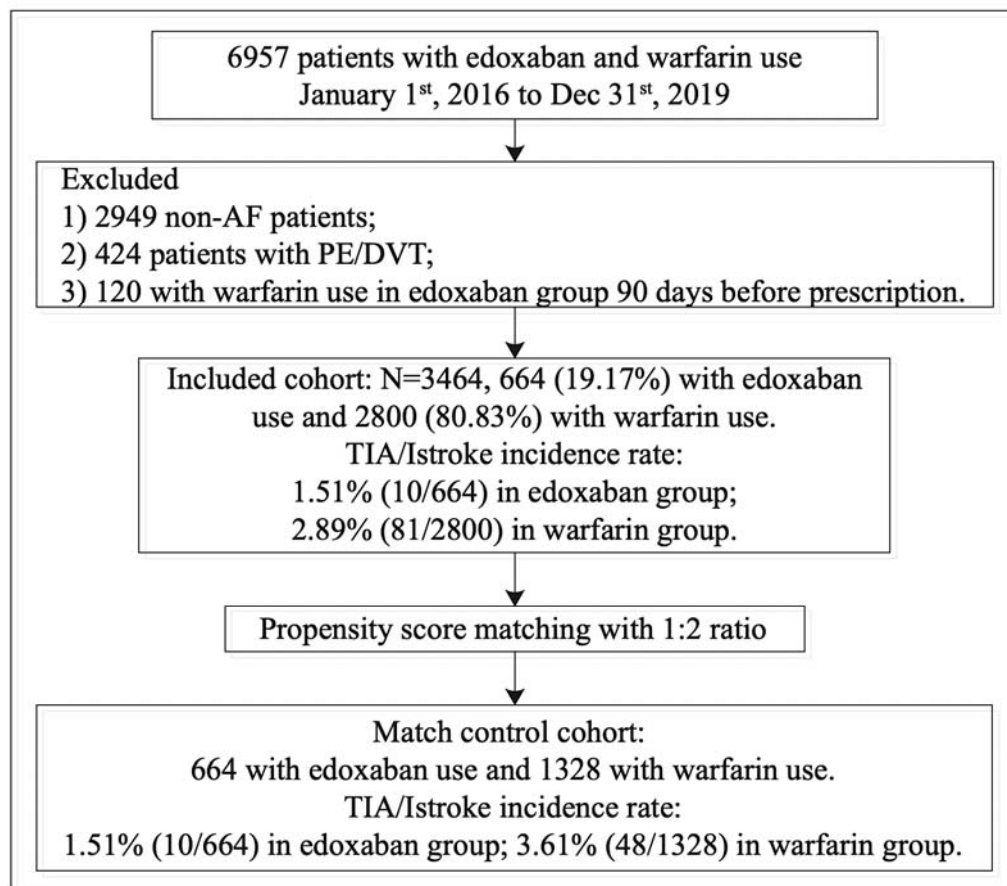 6957 patients with edoxaban and warfarin use
January 1st, 2016 to Dec 31st, 2019
Excluded
1) 2949 non-AF patients;
2) 424 patients with PE/DVT;
3) 120 with warfarin use in edoxaban group 90 days before prescription.
Included cohort: N=3464, 664 (19.17%) with edoxaban
use and 2800 (80.83%) with warfarin use.
TIA/Istroke incidence rate:
1.51% (10/664) in edoxaban group;
2.89% (81/2800) in warfarin group.
Propensity score matching with 1:2 ratio
Match control cohort:
664 with edoxaban use and 1328 with warfarin use.
TIA/Istroke incidence rate:
1.51% (10/664) in edoxaban group; 3.61% (48/1328) in warfarin group.